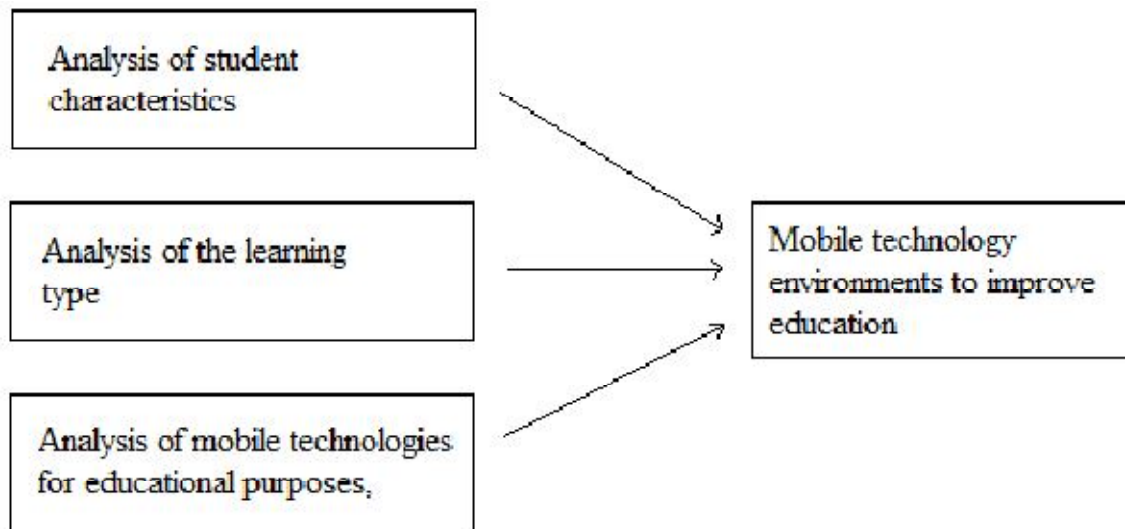 Analysis of student
characteristics
Analysis of the learning
type
Analysis of mobile technologies
for educational purposes,
Mobile technology
environments to improve
education